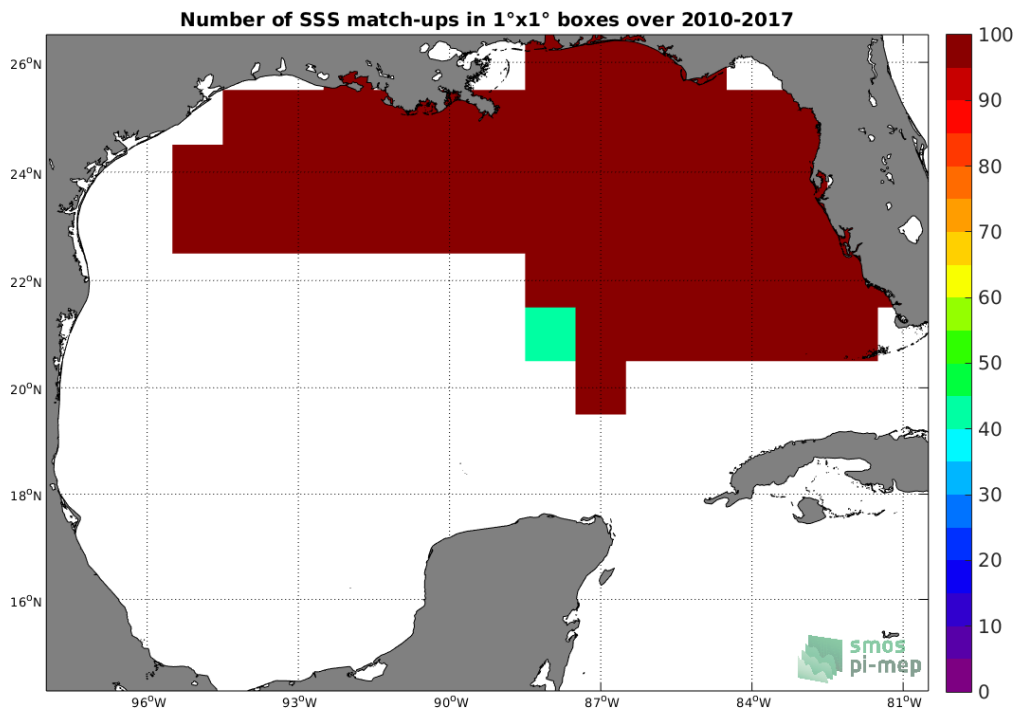 Number of SSS match-ups in 1°x1° boxes over 2010-2017
26°N
24°N
22°N
20°N
18°N
16°N
96°W
93°W
90°W
87°W
84°W
81°W
100
90
80
70
60
50
40
30
20
10
0
smos
pi-mep